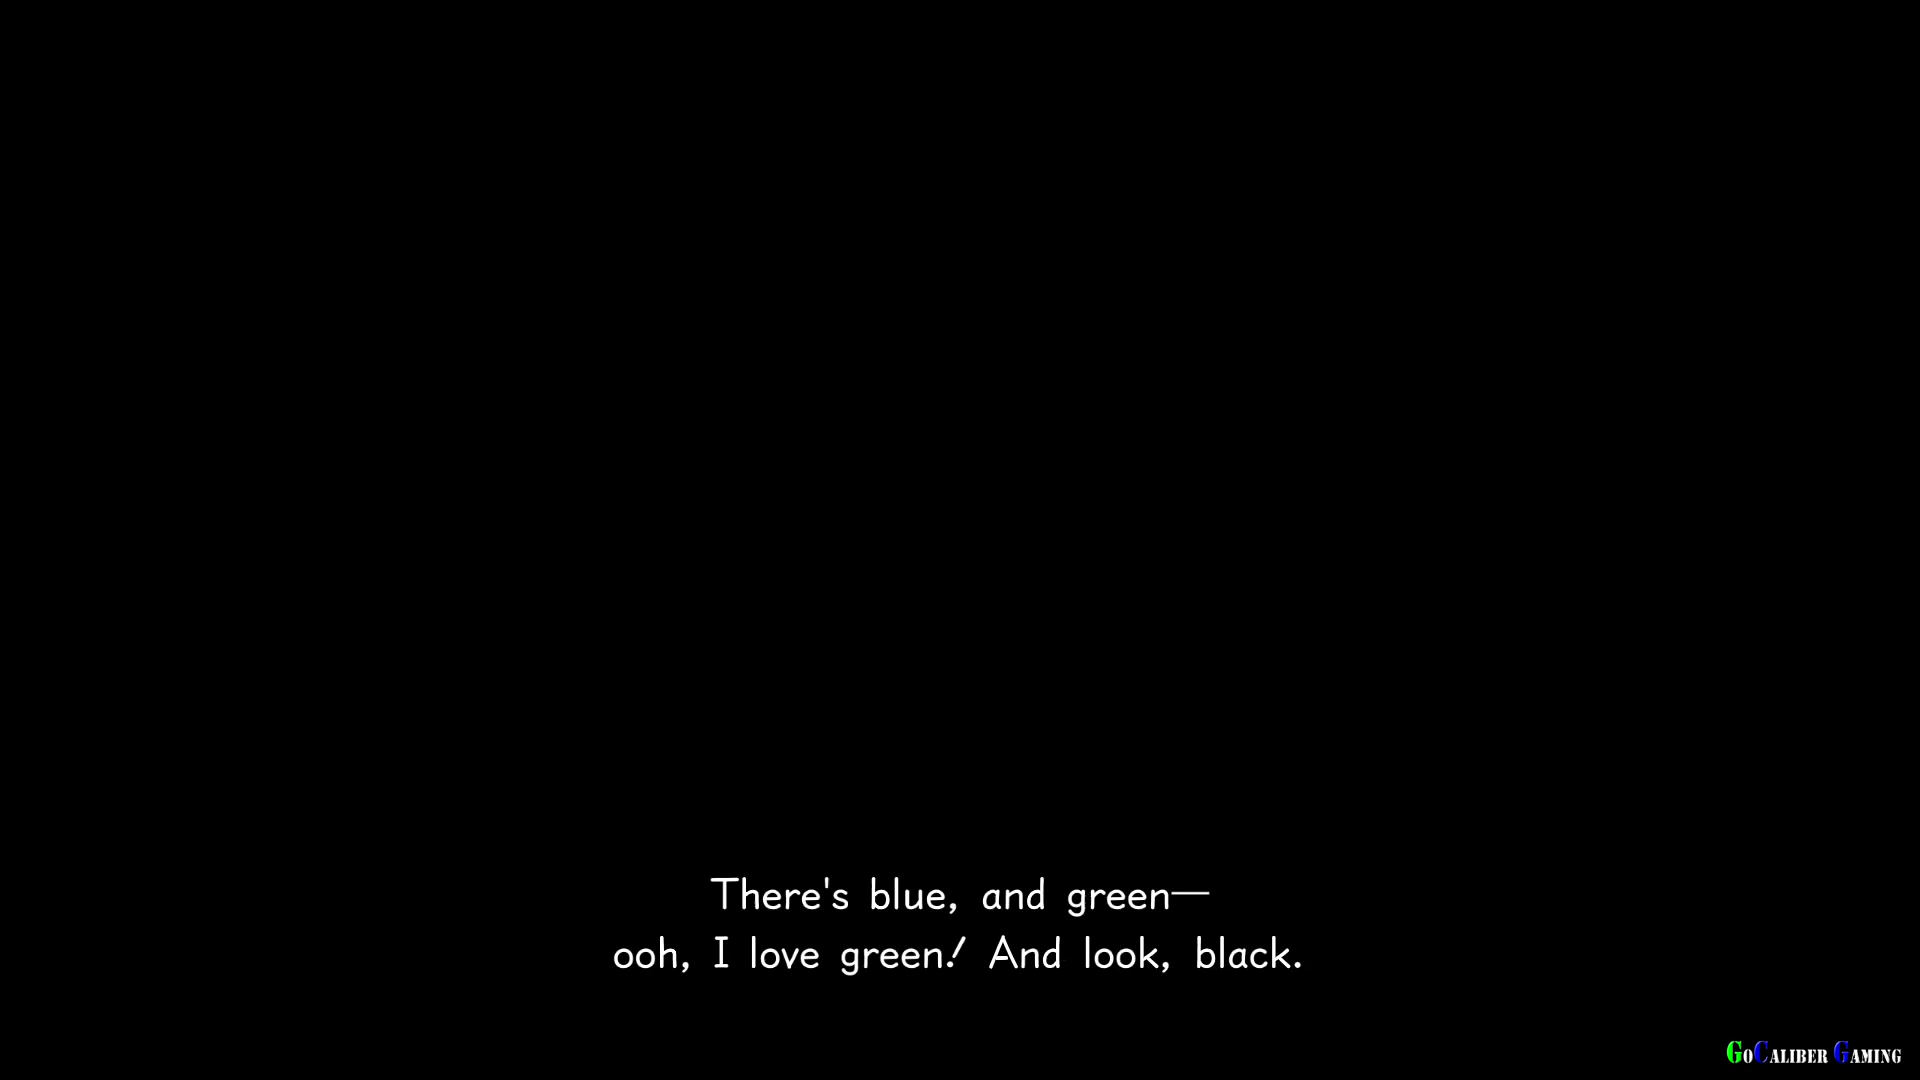 There's blue, and green—
ooh, I love green! And look, black.
GoCaliber Gaming